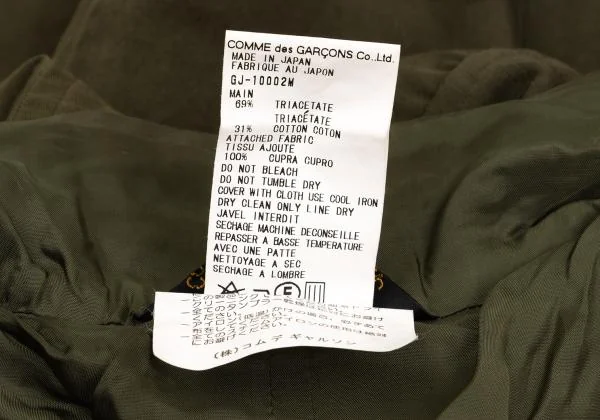 COMME des GARÇONS Co.,Ltd.
MADE IN JAPAN
FABRIQUE AU JAPON
GJ-10002M
MAIN
69% TRIACETATE
TRIACÉTATE
31% COTTON COTON
ATTACHED FABRIC
TISSU AJOUTE
100% CUPRA CUPRO
DO NOT BLEACH
DO NOT TUMBLE DRY
COVER WITH CLOTH USE COOL IRON
DRY CLEAN ONLY LINE DRY
JAVEL INTERDIT
SECHAGE MACHINE DECONSEILLE
REPASSER A BASSE TEMPERATURE
AVEC UNE PATTE
NETTOYAGE A SEC
SECHAGE A LOMBRE
(株)コム デ ギャルソン